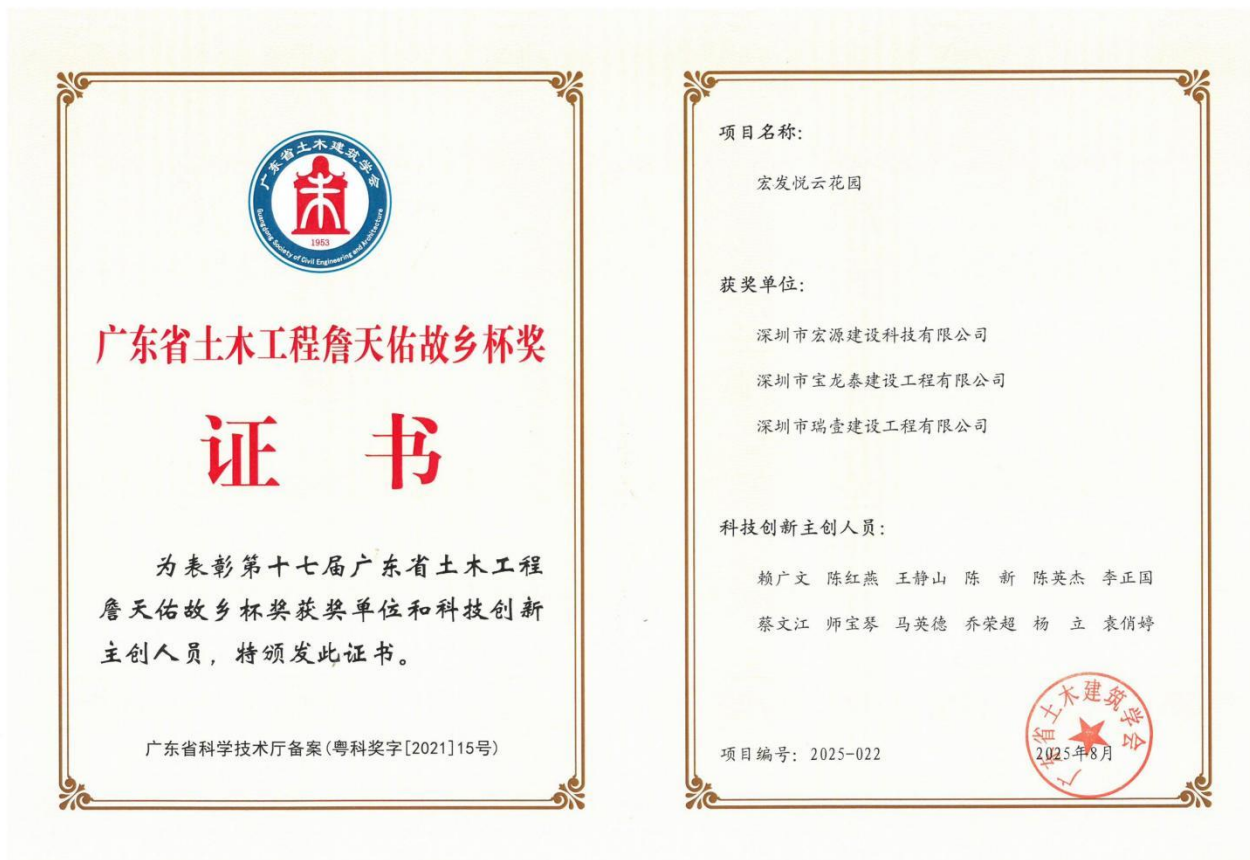 广东省土木建筑学会
1953
Guangdong Society of Civil Engineering and Architecture
广东省土木工程詹天佑故乡杯奖
证 书
为表彰第十七届广东省土木工程
詹天佑故乡杯奖获奖单位和科技创新
主创人员，特颁发此证书。
广东省科学技术厅备案(粤科奖字[2021]15号)
项目名称：
宏发悦云花园
获奖单位：
深圳市宏源建设科技有限公司
深圳市宝龙泰建设工程有限公司
深圳市瑞壹建设工程有限公司
科技创新主创人员：
赖广文 陈红燕 王静山 陈 新 陈英杰 李正国
蔡文江 师宝琴 马英德 乔荣超 杨 立 袁俏婷
项目编号：2025-022
2025年8月
广东省土木建筑学会